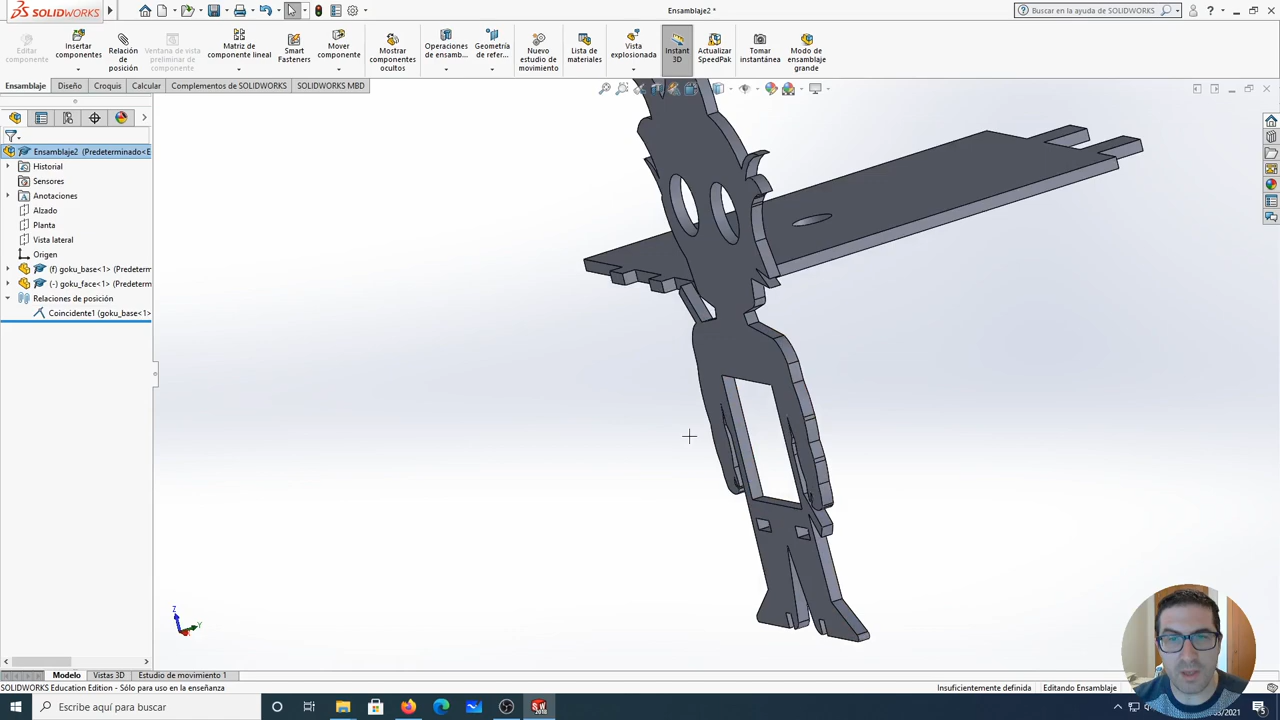 SOLIDWORKS
Ensamblaje2 *
Buscar en la ayuda de SOLIDWORKS
Editar componente
Insertar componentes
Relación de posición
Ventana de vista preliminar de componente
Matriz de componente lineal
Smart Fasteners
Mover componente
Mostrar componentes ocultos
Operaciones de ensamb...
Geometría de refer...
Nuevo estudio de movimiento
Lista de materiales
Vista explosionada
Instant 3D
Actualizar SpeedPak
Tomar instantánea
Modo de ensamblaje grande
Ensamblaje Diseño Croquis Calcular Complementos de SOLIDWORKS SOLIDWORKS MBD
Ensamblaje2 (Predeterminado<E
Historial
Sensores
Anotaciones
Alzado
Planta
Vista lateral
Origen
(f) goku_base<1> (Predeterm
(-) goku_face<1> (Predeterm
Relaciones de posición
Coincidente1 (goku_base<1>
Z
Y
Modelo Vistas 3D Estudio de movimiento 1
SOLIDWORKS Education Edition - Sólo para uso en la enseñanza
Insuficientemente definida
Editando Ensamblaje
Escribe aquí para buscar